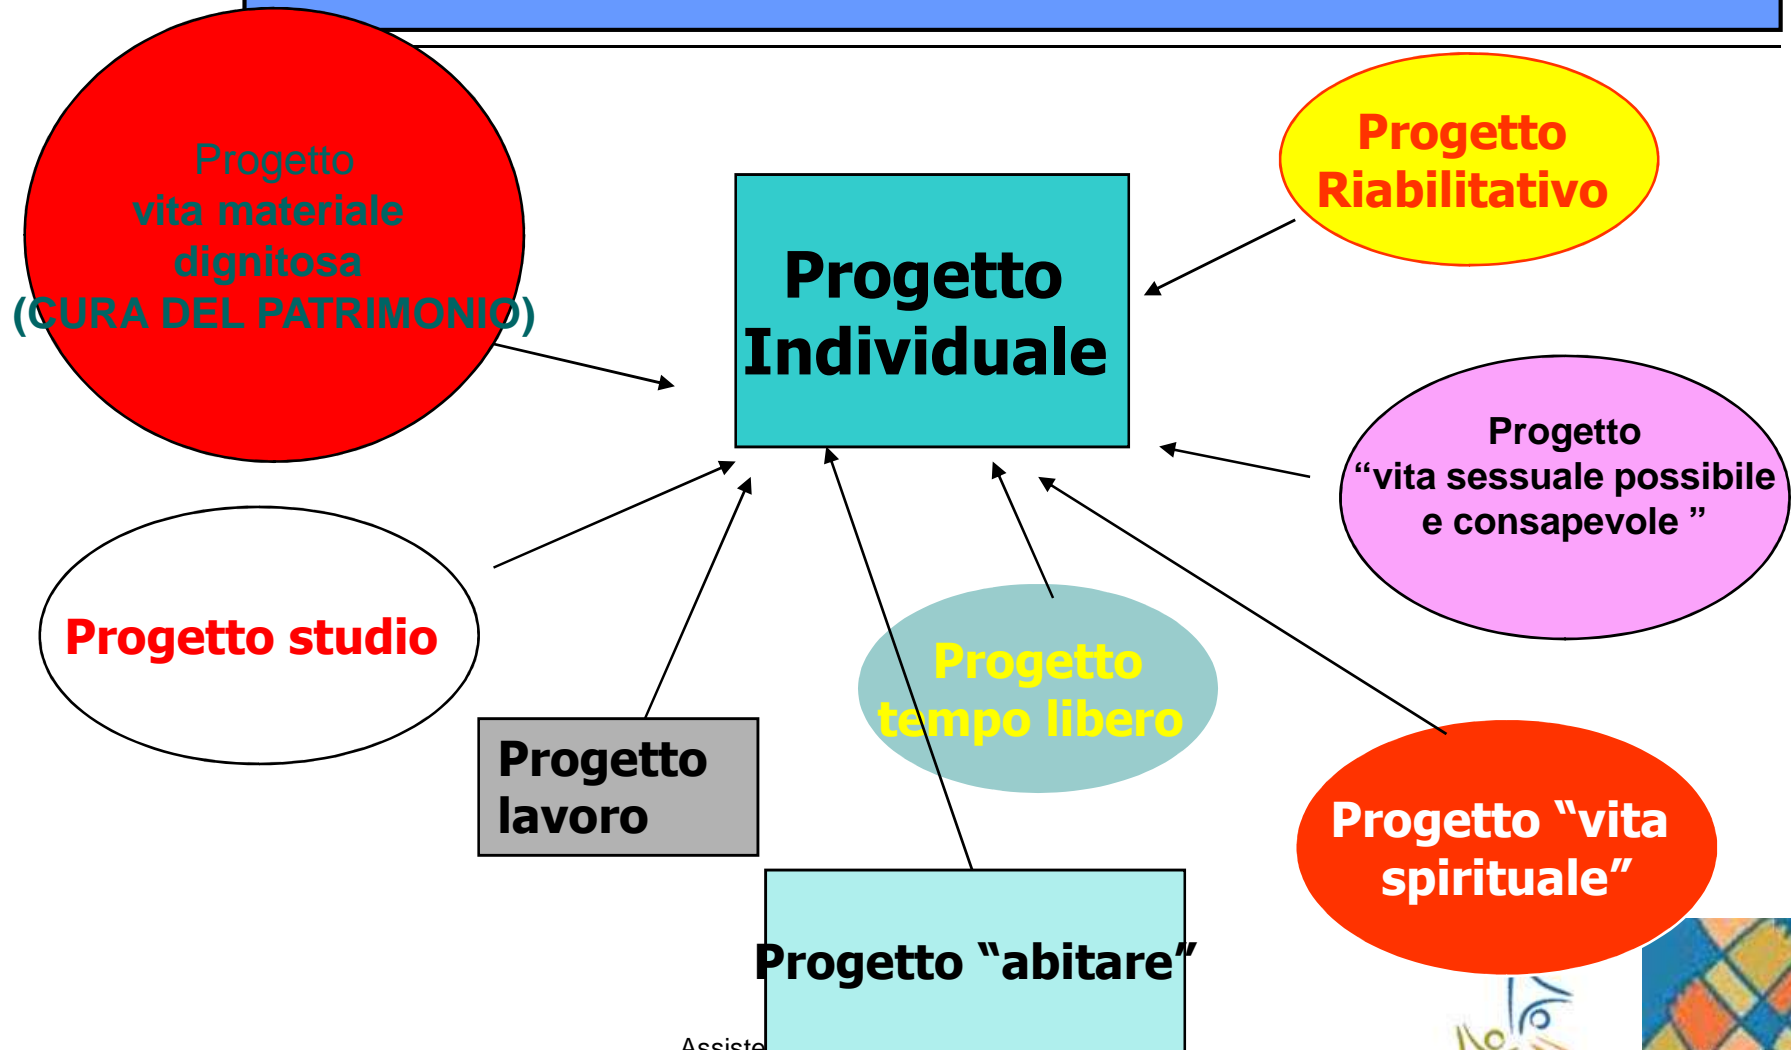 Progetto
vita materiale
dignitosa
(CURA DEL PATRIMONIO)
Progetto
Riabilitativo
Progetto
Individuale
Progetto
“vita sessuale possibile
e consapevole ”
Progetto studio
Progetto
tempo libero
Progetto
lavoro
Progetto “vita
spirituale”
Progetto “abitare”